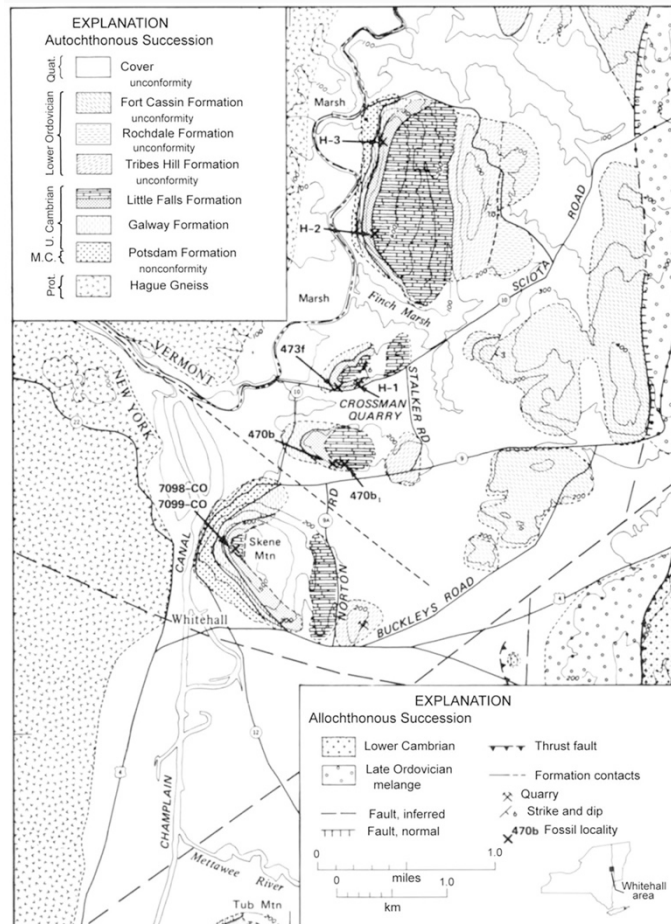 EXPLANATION
Autochthonous Succession
Quat.
Cover
unconformity
Lower Ordovician
Fort Cassin Formation
unconformity
Rochdale Formation
unconformity
Tribes Hill Formation
unconformity
U. Cambrian
Little Falls Formation
Galway Formation
M.C.
Potsdam Formation
nonconformity
Prot.
Hague Gneiss
Marsh
H-3
H-2
Marsh
Finch Marsh
SCIOTA ROAD
VERMONT
NEW YORK
473f
H-1
CROSSMAN
QUARRY
STALKER RD
470b
470b₁
7098-CO
7099-CO
Skene
Mtn
NORTON RD
BUCKLEYS ROAD
CANAL
Whitehall
CHAMPLAIN
Mettawee River
Tub Mtn
EXPLANATION
Allochthonous Succession
Lower Cambrian
Late Ordovician
melange
Fault, inferred
Fault, normal
Thrust fault
Formation contacts
Quarry
Strike and dip
470b Fossil locality
0 1.0
miles
0 1.0
km
Whitehall
area